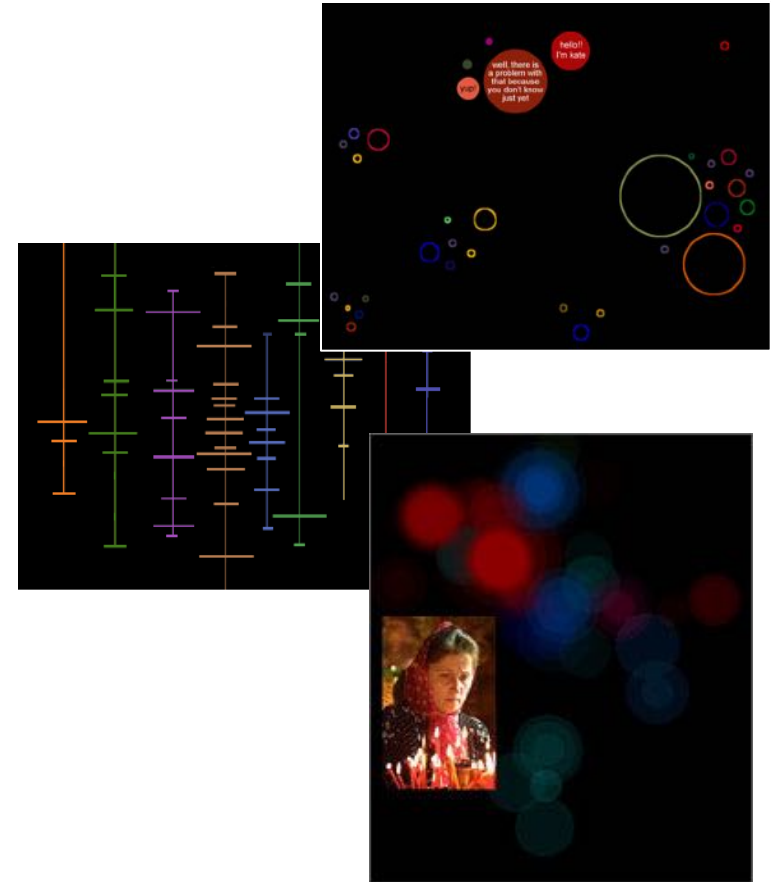 hello!!
I'm kate
well, there is
a problem with
that because
you don't know
just yet
yup!